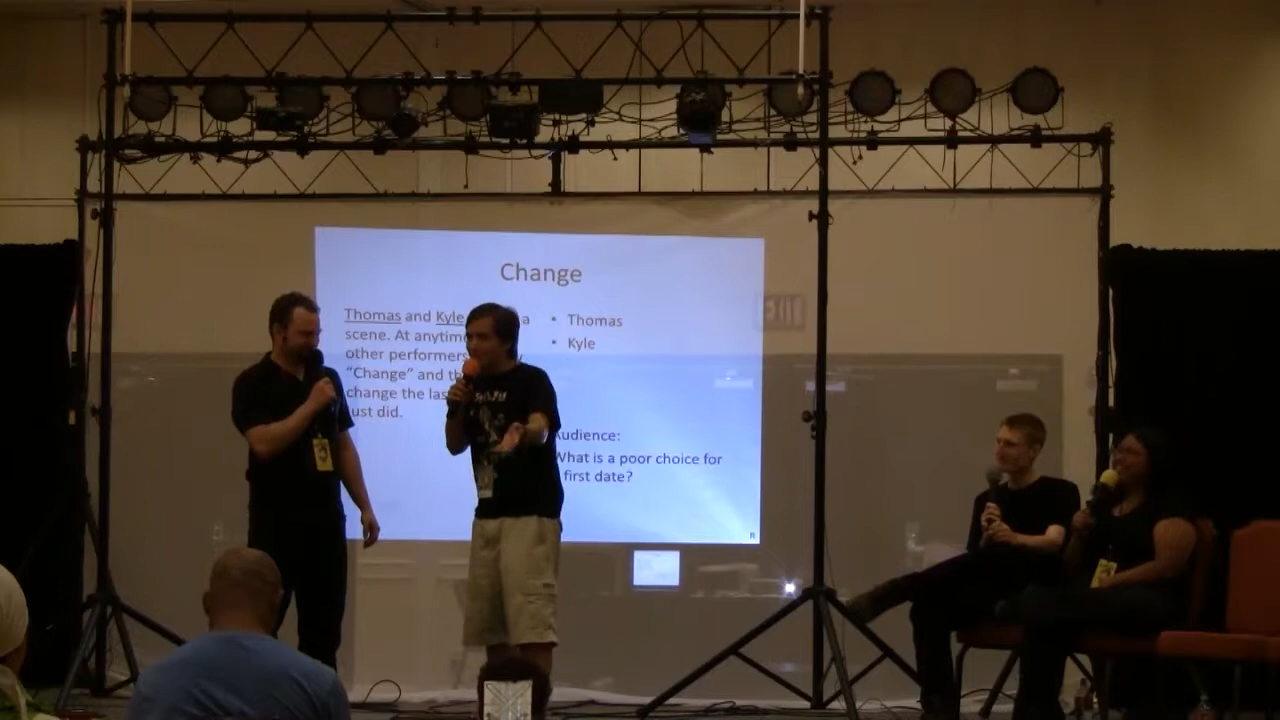 Change
Thomas and Kyle a
scene. At anytim
other performers
"Change" and th
change the las
ust did.
• Thomas
• Kyle
Audience:
What is a poor choice for
first date?
R
EXIT